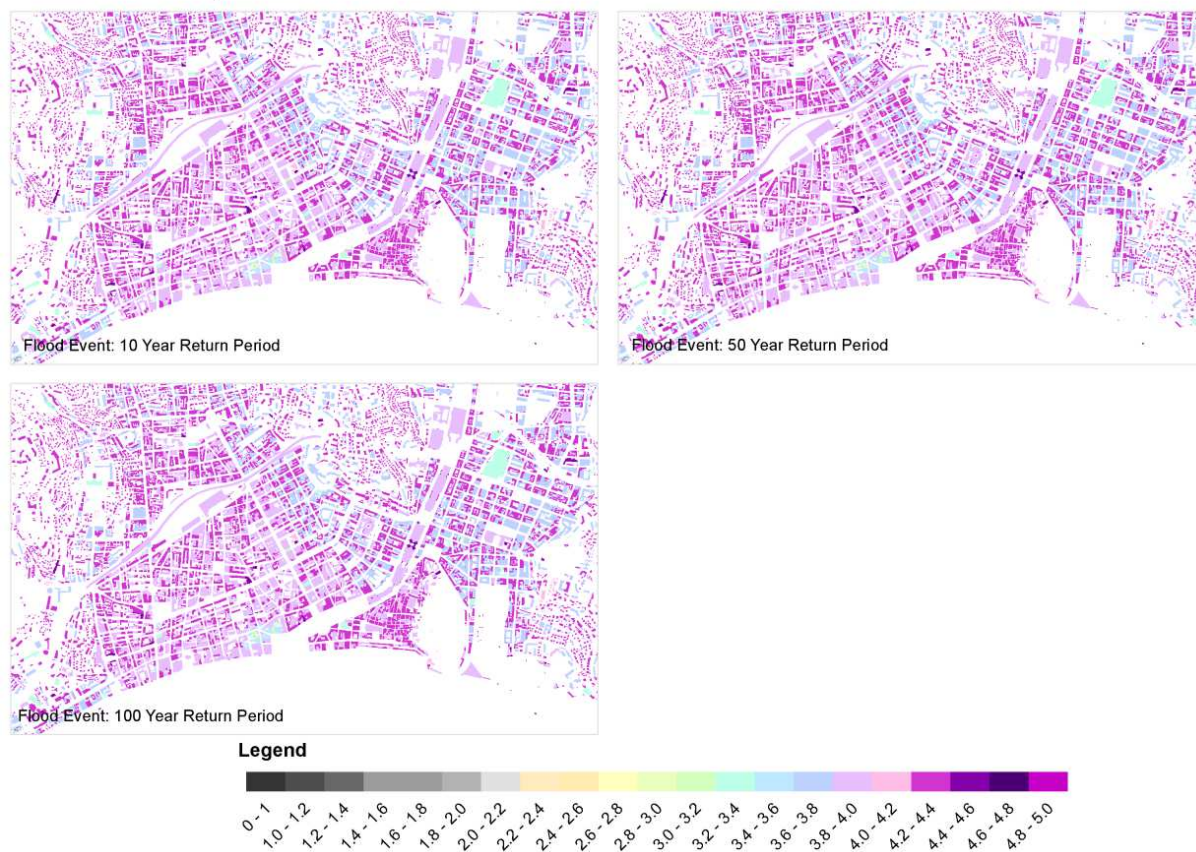 Flood Event: 10 Year Return Period
Flood Event: 50 Year Return Period
Flood Event: 100 Year Return Period
Legend
0 - 1
1.0 - 1.2
1.2 - 1.4
1.4 - 1.6
1.6 - 1.8
1.8 - 2.0
2.0 - 2.2
2.2 - 2.4
2.4 - 2.6
2.6 - 2.8
2.8 - 3.0
3.0 - 3.2
3.2 - 3.4
3.4 - 3.6
3.6 - 3.8
3.8 - 4.0
4.0 - 4.2
4.2 - 4.4
4.4 - 4.6
4.6 - 4.8
4.8 - 5.0